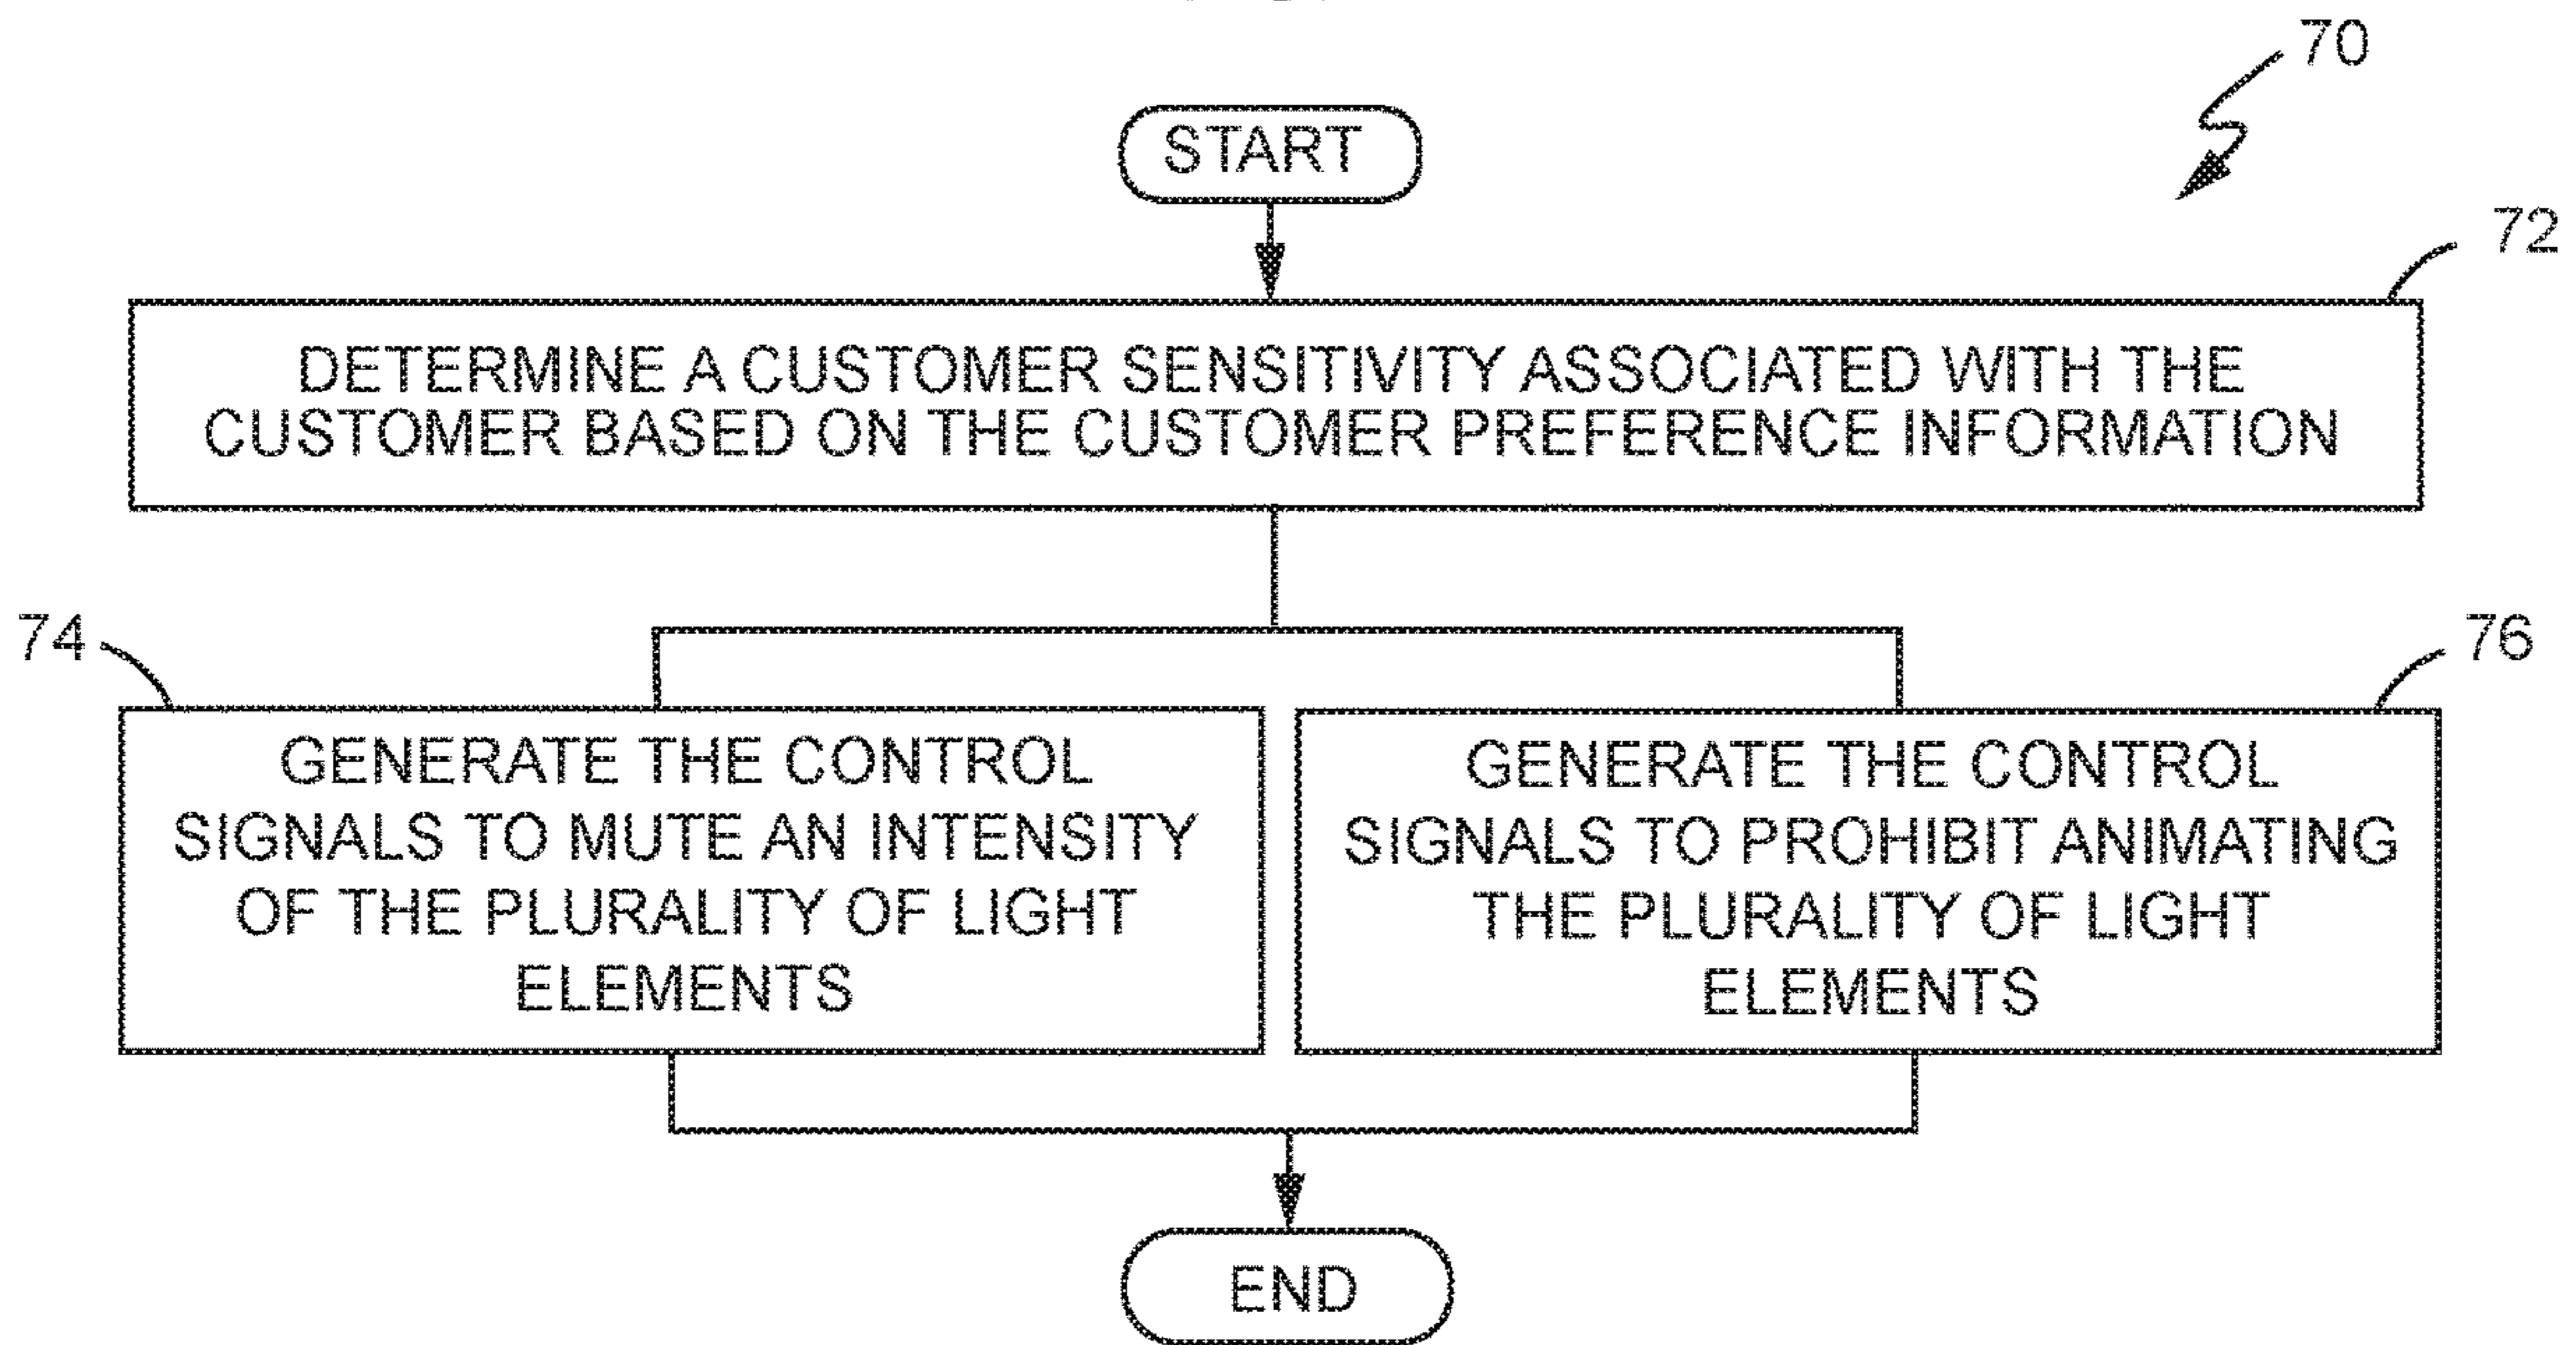 70
START
72
DETERMINE A CUSTOMER SENSITIVITY ASSOCIATED WITH THE
CUSTOMER BASED ON THE CUSTOMER PREFERENCE INFORMATION
74
76
GENERATE THE CONTROL
SIGNALS TO MUTE AN INTENSITY
OF THE PLURALITY OF LIGHT
ELEMENTS
GENERATE THE CONTROL
SIGNALS TO PROHIBIT ANIMATING
THE PLURALITY OF LIGHT
ELEMENTS
END